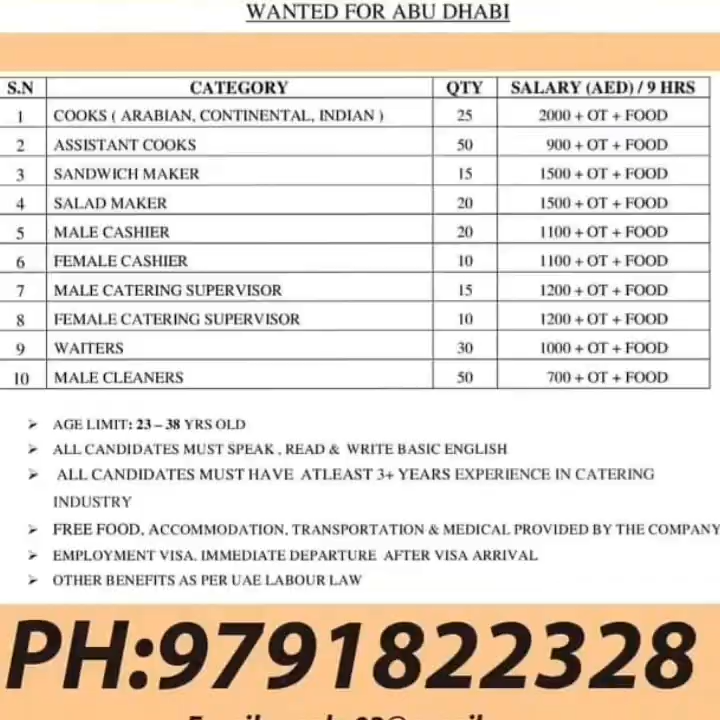 WANTED FOR ABU DHABI
S.N CATEGORY QTY SALARY (AED) / 9 HRS
1 COOKS ( ARABIAN, CONTINENTAL, INDIAN ) 25 2000 + OT + FOOD
2 ASSISTANT COOKS 50 900 + OT + FOOD
3 SANDWICH MAKER 15 1500 + OT + FOOD
4 SALAD MAKER 20 1500 + OT + FOOD
5 MALE CASHIER 20 1100 + OT + FOOD
6 FEMALE CASHIER 10 1100 + OT + FOOD
7 MALE CATERING SUPERVISOR 15 1200 + OT + FOOD
8 FEMALE CATERING SUPERVISOR 10 1200 + OT + FOOD
9 WAITERS 30 1000 + OT + FOOD
10 MALE CLEANERS 50 700 + OT + FOOD
➢ AGE LIMIT: 23 – 38 YRS OLD
➢ ALL CANDIDATES MUST SPEAK , READ & WRITE BASIC ENGLISH
➢ ALL CANDIDATES MUST HAVE ATLEAST 3+ YEARS EXPERIENCE IN CATERING
INDUSTRY
➢ FREE FOOD, ACCOMMODATION, TRANSPORTATION & MEDICAL PROVIDED BY THE COMPANY
➢ EMPLOYMENT VISA. IMMEDIATE DEPARTURE AFTER VISA ARRIVAL
➢ OTHER BENEFITS AS PER UAE LABOUR LAW
PH:9791822328